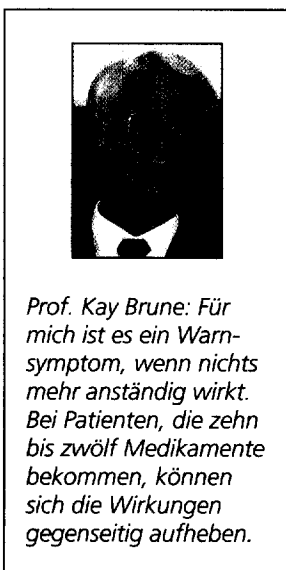 Prof. Kay Brune: Für
mich ist es ein Warn-
symptom, wenn nichts
mehr anständig wirkt.
Bei Patienten, die zehn
bis zwölf Medikamente
bekommen, können
sich die Wirkungen
gegenseitig aufheben.